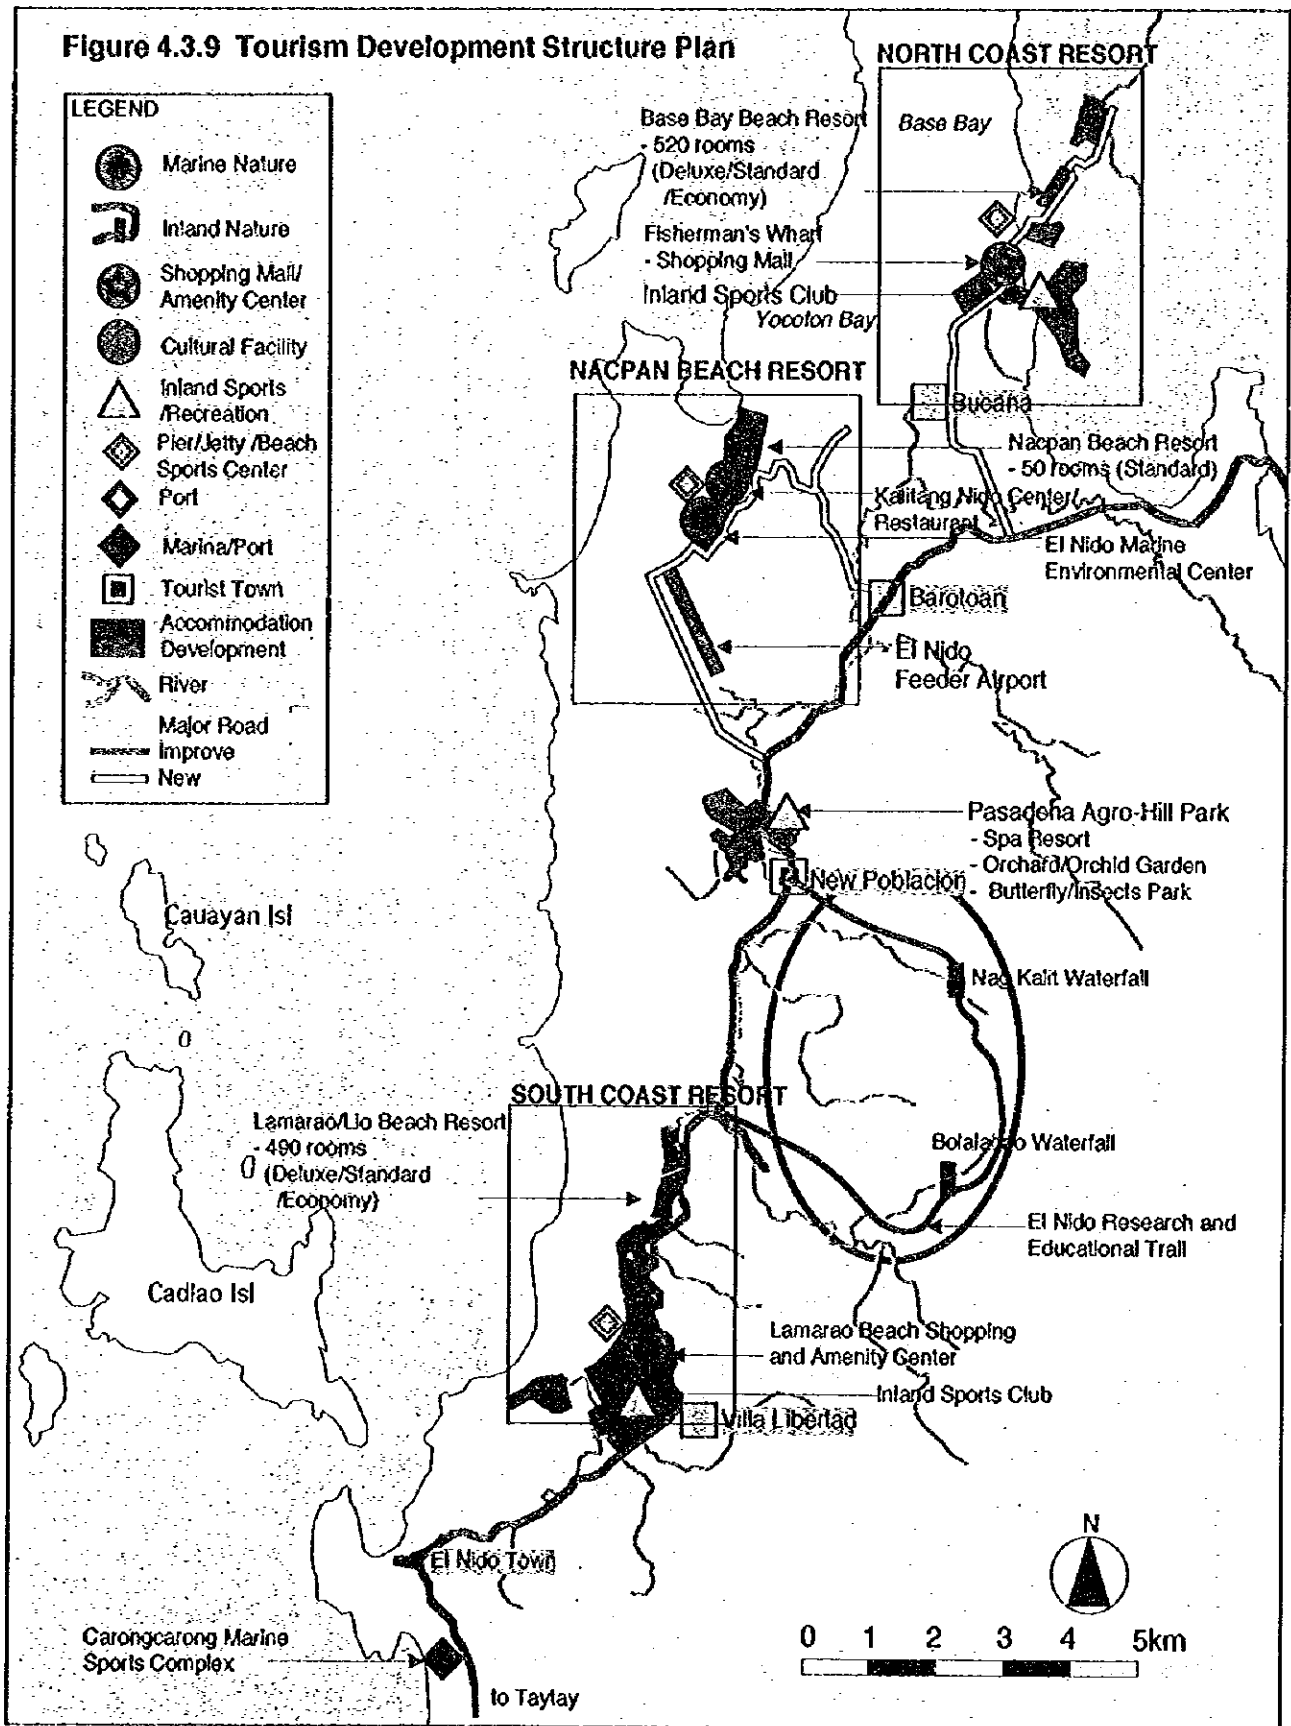 Figure 4.3.9 Tourism Development Structure Plan
LEGEND
Marine Nature
Inland Nature
Shopping Mall/
Amenity Center
Cultural Facility
Inland Sports
/Recreation
Pier/Jetty /Beach
Sports Center
Port
Marina/Port
Tourist Town
Accommodation
Development
River
Major Road
Improve
New
NORTH COAST RESORT
Base Bay Beach Resort
- 520 rooms
(Deluxe/Standard
/Economy)
Base Bay
Fisherman's Wharf
- Shopping Mall
Inland Sports Club
Yocoton Bay
NACPAN BEACH RESORT
Bucana
Nacpan Beach Resort
- 50 rooms (Standard)
Kalitang Nido Center/
Restaurant
El Nido Marine
Environmental Center
Barotoan
El Nido
Feeder Airport
Pasadena Agro-Hill Park
- Spa Resort
- Orchard/Orchid Garden
- Butterfly/Insects Park
New Poblacion
Cauayan Isl
Nag Kalit Waterfall
SOUTH COAST RESORT
Lamarao/Lio Beach Resort
- 490 rooms
(Deluxe/Standard
/Economy)
Waterfall
El Nido Research and
Educational Trail
Cadlao Isl
Lamarao Beach Shopping
and Amenity Center
Inland Sports Club
Villa Libertad
El Nido Town
Carongcarong Marine
Sports Complex
to Taytay
N
0 1 2 3 4 5km